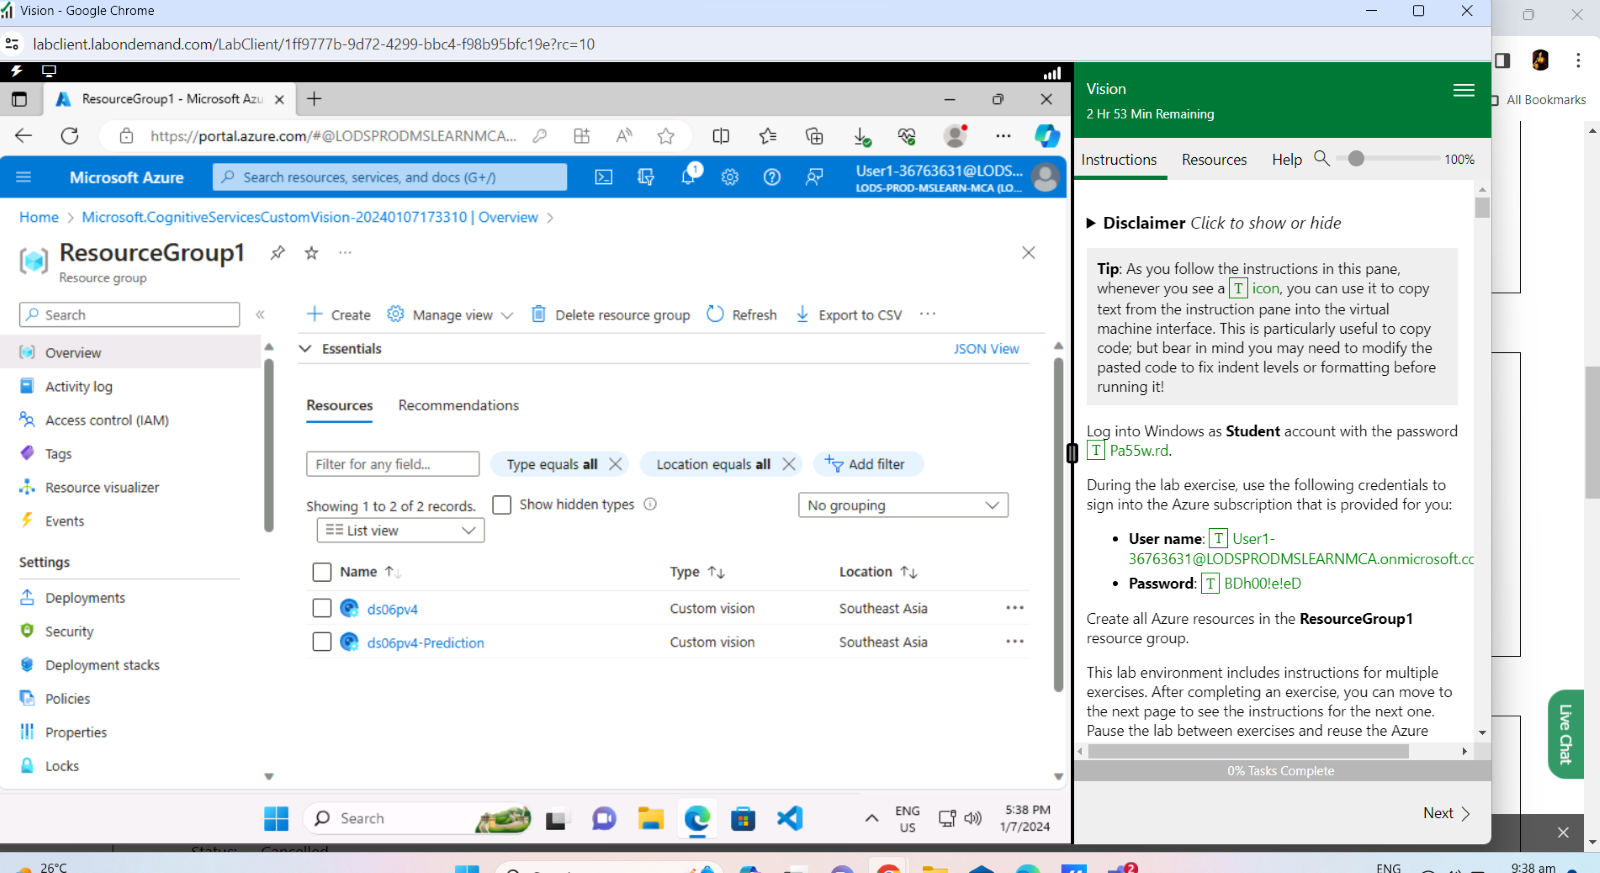 Vision - Google Chrome
labclient.labondemand.com/LabClient/1ff9777b-9d72-4299-bbc4-f98b95bfc19e?rc=10
ResourceGroup1 - Microsoft Azu
https://portal.azure.com/#@LODSPRODMSLEARNMCA...
Microsoft Azure
Search resources, services, and docs (G+/)
1
User1-36763631@LODS...
LODS-PROD-MSLEARN-MCA (LO...
Home > Microsoft.CognitiveServicesCustomVision-20240107173310 | Overview >
ResourceGroup1
Resource group
Search
Overview
Activity log
Access control (IAM)
Tags
Resource visualizer
Events
Settings
Deployments
Security
Deployment stacks
Policies
Properties
Locks
Create
Manage view
Delete resource group
Refresh
Export to CSV
Essentials
JSON View
Resources
Recommendations
Filter for any field...
Type equals all
Location equals all
Add filter
Showing 1 to 2 of 2 records.
Show hidden types
No grouping
List view
Name Type Location
ds06pv4 Custom vision Southeast Asia
ds06pv4-Prediction Custom vision Southeast Asia
Search
ENG
US
5:38 PM
1/7/2024
Vision
2 Hr 53 Min Remaining
Instructions
Resources
Help
100%
Disclaimer Click to show or hide
Tip: As you follow the instructions in this pane,
whenever you see a T icon, you can use it to copy
text from the instruction pane into the virtual
machine interface. This is particularly useful to copy
code; but bear in mind you may need to modify the
pasted code to fix indent levels or formatting before
running it!
Log into Windows as Student account with the password
T Pa55w.rd.
During the lab exercise, use the following credentials to
sign into the Azure subscription that is provided for you:
• User name: T User1-
36763631@LODSPRODMSLEARNMCA.onmicrosoft.cc
• Password: T BDh00!e!eD
Create all Azure resources in the ResourceGroup1
resource group.
This lab environment includes instructions for multiple
exercises. After completing an exercise, you can move to
the next page to see the instructions for the next one.
Pause the lab between exercises and reuse the Azure
0% Tasks Complete
Next
All Bookmarks
Live Chat
Status: Cancelled
26°C
2
ENG
9:38 am